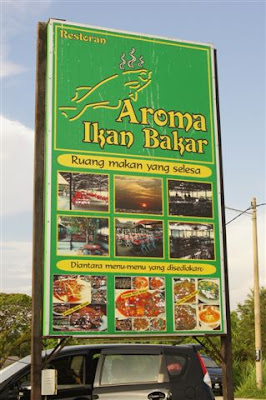 Restoran
Aroma
Ikan Bakar
Ruang makan yang selesa
Diantara menu-menu yang disediakan: